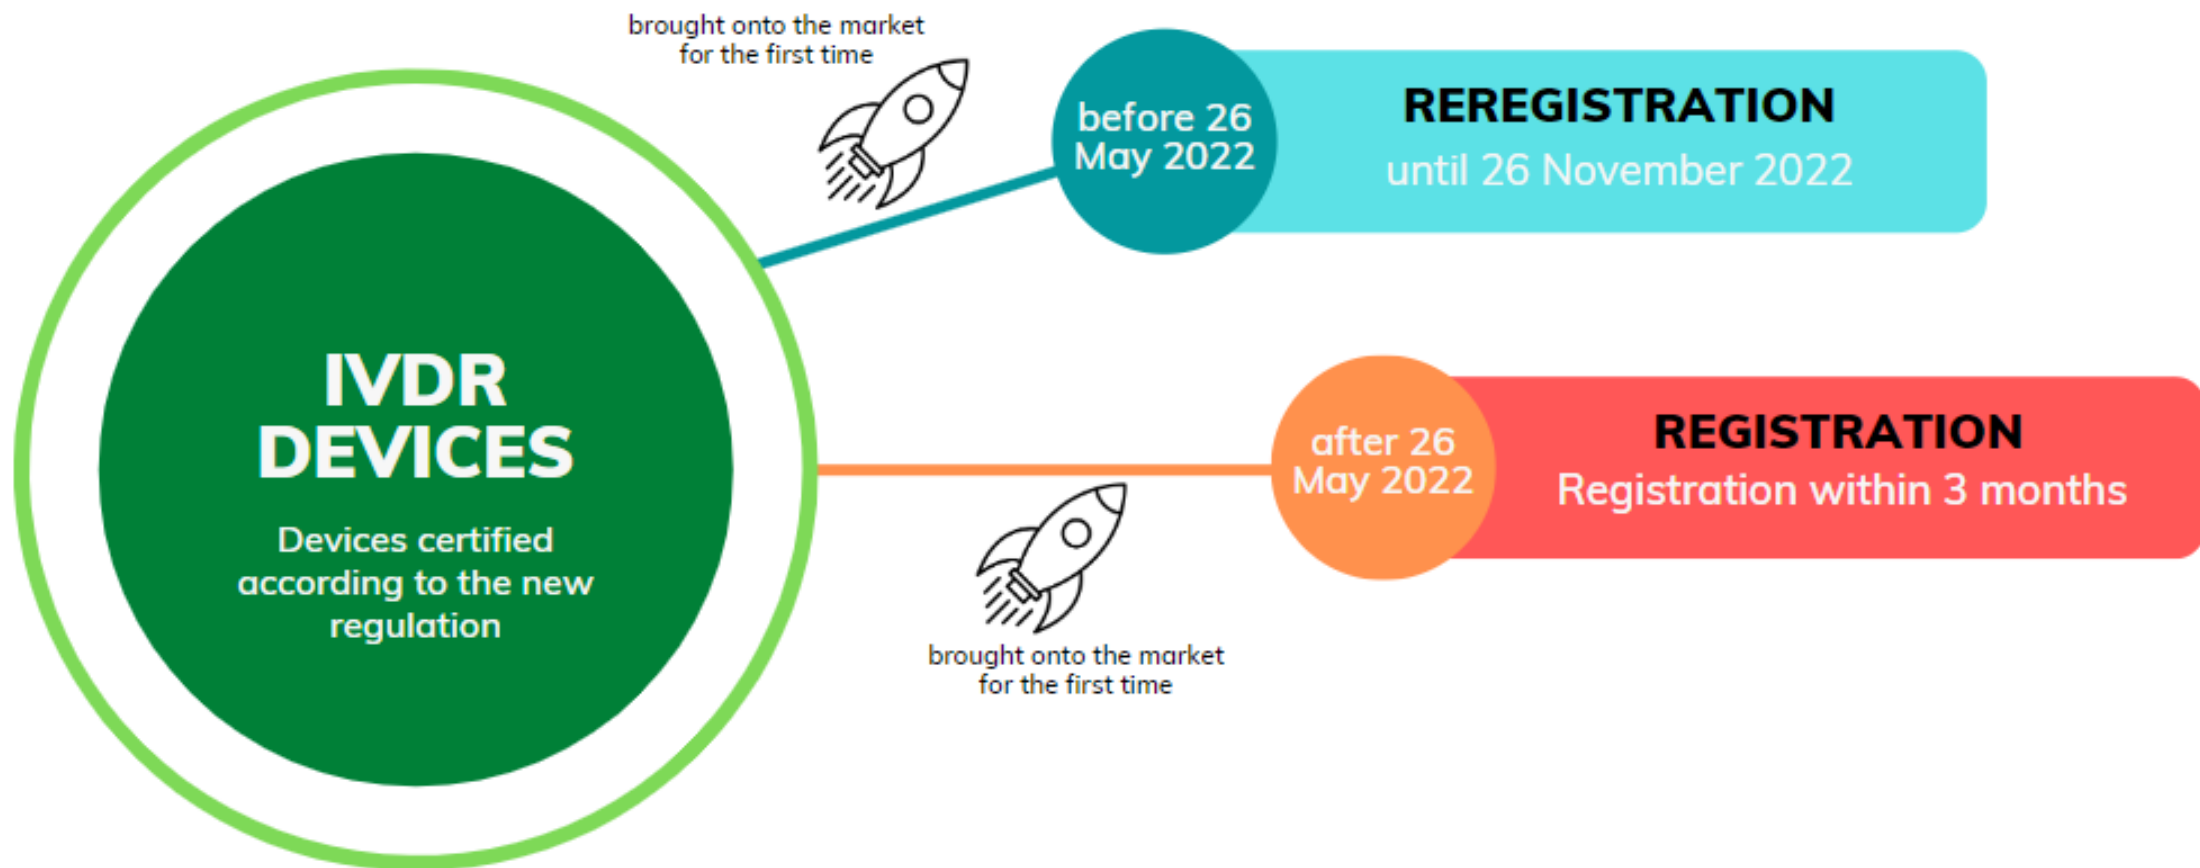 brought onto the market
for the first time
before 26
May 2022
REREGISTRATION
until 26 November 2022
IVDR
DEVICES
Devices certified
according to the new
regulation
after 26
May 2022
REGISTRATION
Registration within 3 months
brought onto the market
for the first time